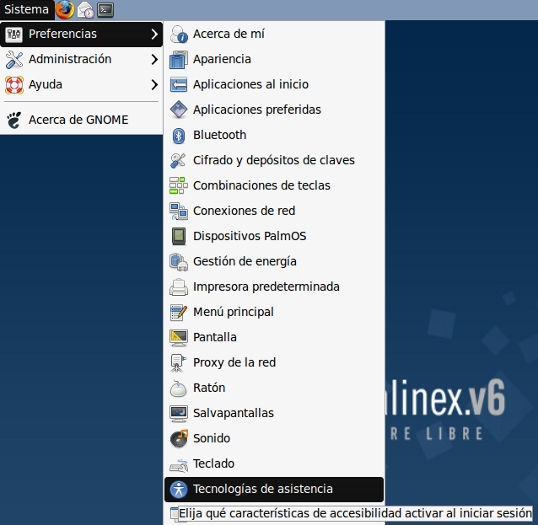 Sistema
Preferencias
Administración
Ayuda
Acerca de GNOME
Acerca de mí
Apariencia
Aplicaciones al inicio
Aplicaciones preferidas
Bluetooth
Cifrado y depósitos de claves
Combinaciones de teclas
Conexiones de red
Dispositivos PalmOS
Gestión de energía
Impresora predeterminada
Menú principal
Pantalla
Proxy de la red
Ratón
Salvapantallas
Sonido
Teclado
Tecnologías de asistencia
Elija qué características de accesibilidad activar al iniciar sesión
linex.v6
RE LIBRE